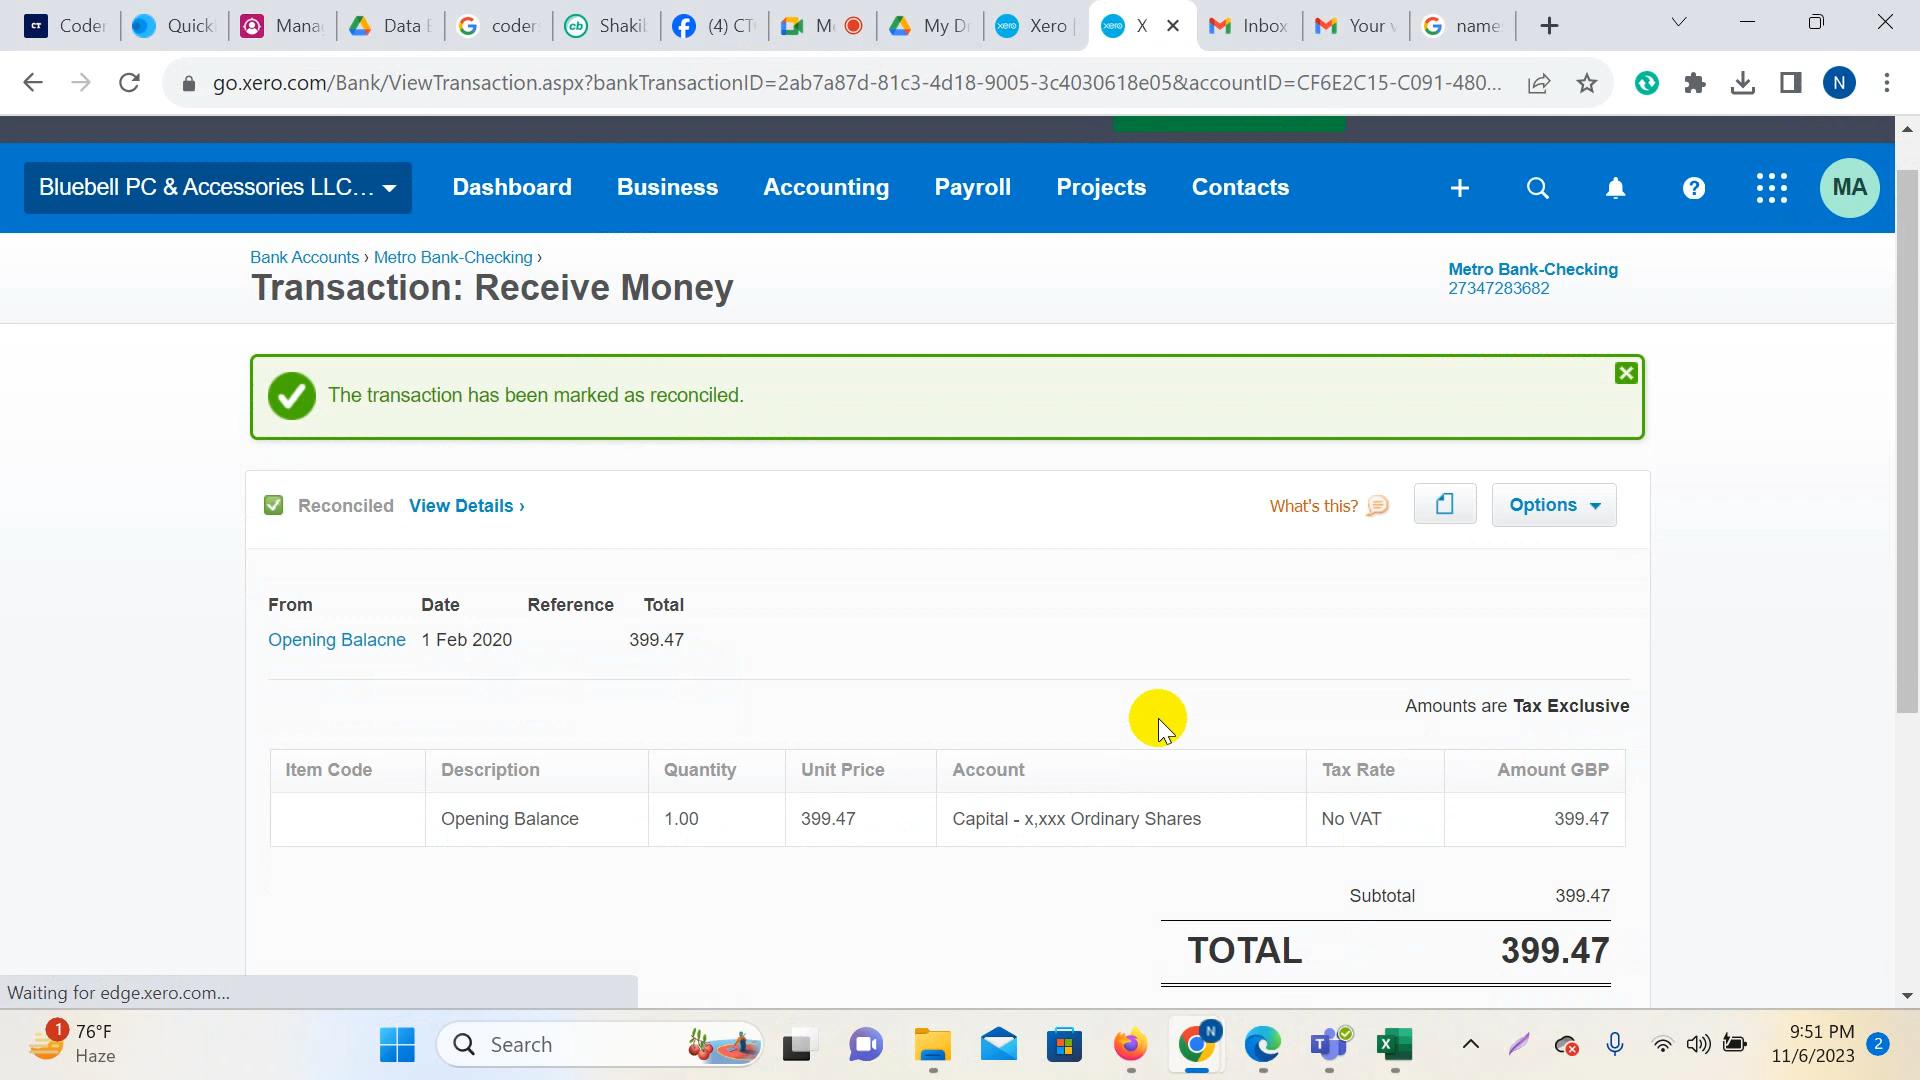 Coder
Quick
Mana
Data E
coder
Shakib
(4) CT
M
My D
Xero
X
Inbox
Your v
name
go.xero.com/Bank/ViewTransaction.aspx?bankTransactionID=2ab7a87d-81c3-4d18-9005-3c4030618e05&accountID=CF6E2C15-C091-480...
N
Bluebell PC & Accessories LLC... Dashboard Business Accounting Payroll Projects Contacts MA
Bank Accounts › Metro Bank-Checking ›
Transaction: Receive Money
Metro Bank-Checking
27347283682
The transaction has been marked as reconciled.
Reconciled View Details › What's this? Options
From Date Reference Total
Opening Balacne 1 Feb 2020 399.47
Amounts are Tax Exclusive
Item Code Description Quantity Unit Price Account Tax Rate Amount GBP
Opening Balance 1.00 399.47 Capital - x,xxx Ordinary Shares No VAT 399.47
Subtotal 399.47
TOTAL 399.47
Waiting for edge.xero.com...
1 76°F
Haze
Search
N
9:51 PM
11/6/2023
2